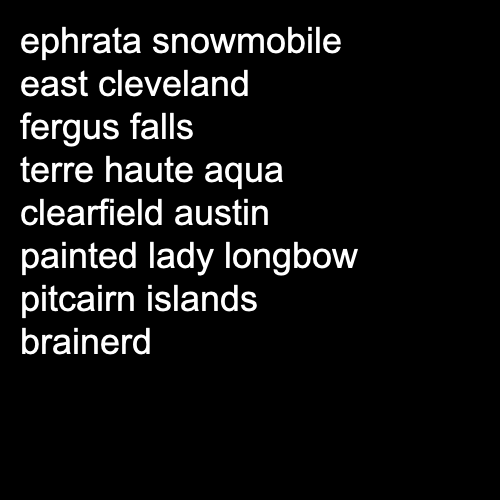 ephrata snowmobile
east cleveland
fergus falls
terre haute aqua
clearfield austin
painted lady longbow
pitcairn islands
brainerd